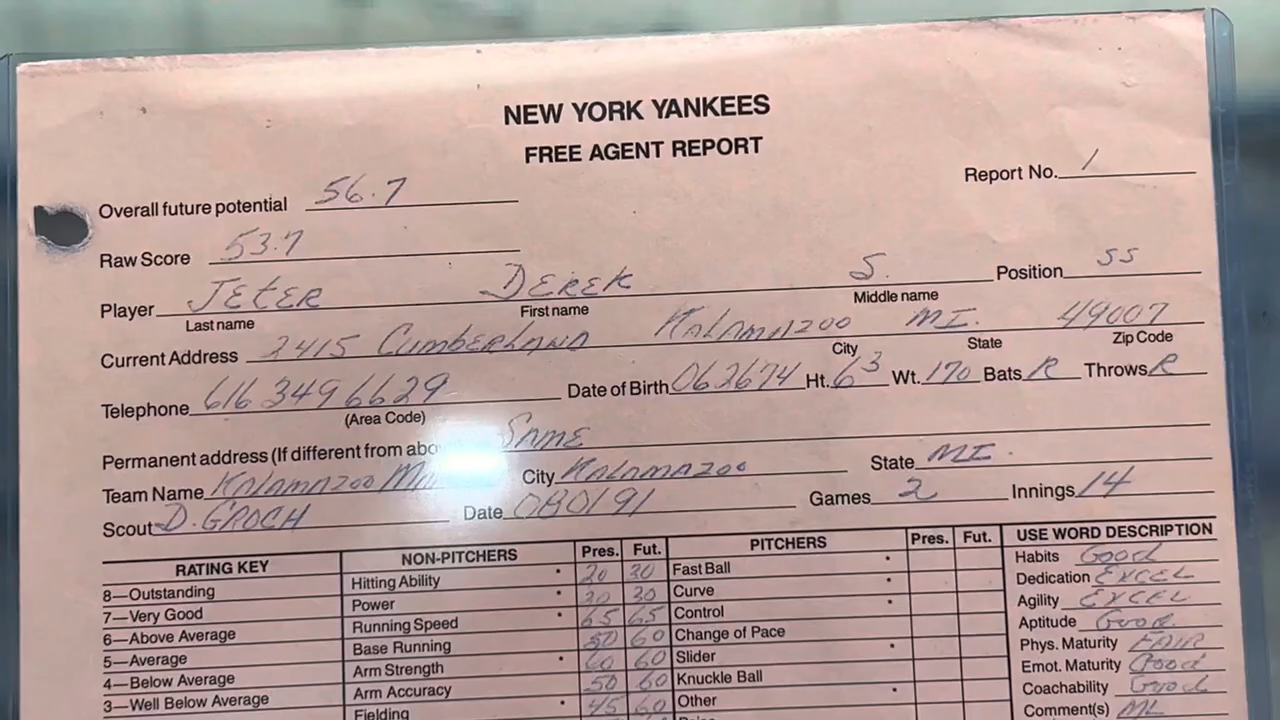 NEW YORK YANKEES
FREE AGENT REPORT
Report No. 1
Overall future potential 56.7
Raw Score 53.7
Player JETER DEREK S. Position SS
Last name First name Middle name
Current Address 2415 CUMBERLAND KALAMAZOO MI. 49007
City State Zip Code
Telephone 616 349 6629 Date of Birth 062674 Ht. 6 3 Wt. 170 Bats R Throws R
(Area Code)
Permanent address (If different from abo SAME
Team Name KALAMAZOO City KALAMAZOO State MI.
Scout D. GROCH Date 080191 Games 2 Innings 14
RATING KEY NON-PITCHERS Pres. Fut. PITCHERS Pres. Fut. USE WORD DESCRIPTION
8—Outstanding Hitting Ability 20 30 Fast Ball Habits GOOD
7—Very Good Power 30 30 Curve Dedication EXCEL
6—Above Average Running Speed 65 65 Control Agility EXCEL
5—Average Base Running 50 60 Change of Pace Aptitude GOOD
4—Below Average Arm Strength 60 60 Slider Phys. Maturity FAIR
3—Well Below Average Arm Accuracy 50 60 Knuckle Ball Emot. Maturity GOOD
Fielding 45 60 Other Coachability GOOD
Comment(s) ML